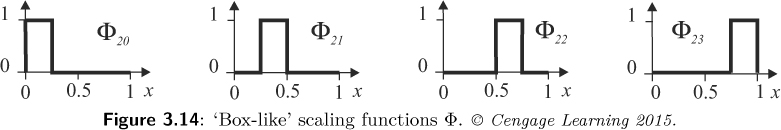 1 Φ20 1 Φ21 1 Φ22 1 Φ23
0 0 0 0
0 0.5 1 x 0 0.5 1 x 0 0.5 1 x 0 0.5 1 x
Figure 3.14: ‘Box-like’ scaling functions Φ. © Cengage Learning 2015.